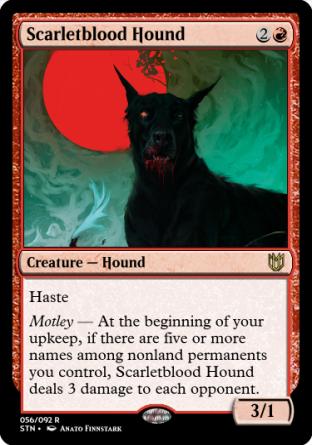 Scarletblood Hound 2
Creature — Hound
Haste
Motley — At the beginning of your
upkeep, if there are five or more
names among nonland permanents
you control, Scarletblood Hound
deals 3 damage to each opponent.
3/1
056/092 R
STN • Anato Finnstark